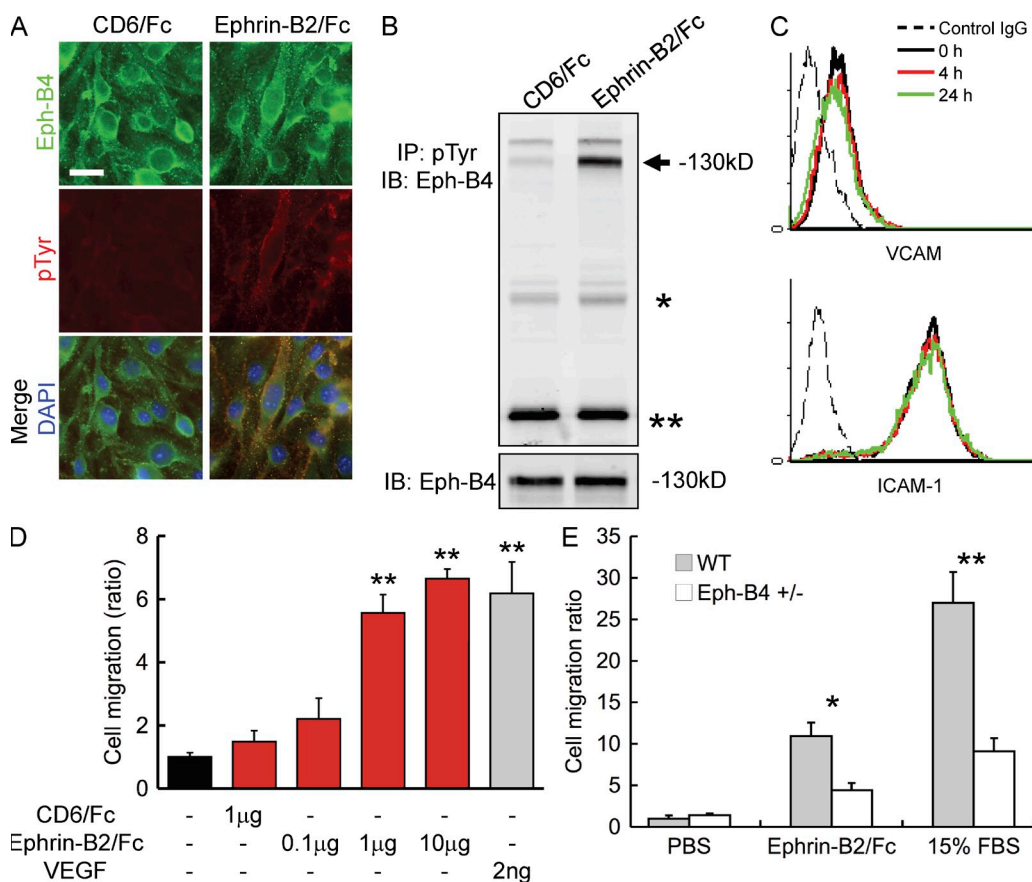 A
CD6/Fc Ephrin-B2/Fc
Eph-B4
pTyr
Merge
DAPI
B
CD6/Fc
Ephrin-B2/Fc
IP: pTyr
IB: Eph-B4
-130kD
*
**
IB: Eph-B4 -130kD
C
Control IgG
0 h
4 h
24 h
0
VCAM
0
ICAM-1
D
Cell migration (ratio)
8
6
4
2
0
** ** **
CD6/Fc - 1μg - - - -
Ephrin-B2/Fc - - 0.1μg 1μg 10μg -
VEGF - - - - - 2ng
E
Cell migration ratio
35
30
25
20
15
10
5
0
WT
Eph-B4 +/-
* **
PBS Ephrin-B2/Fc 15% FBS